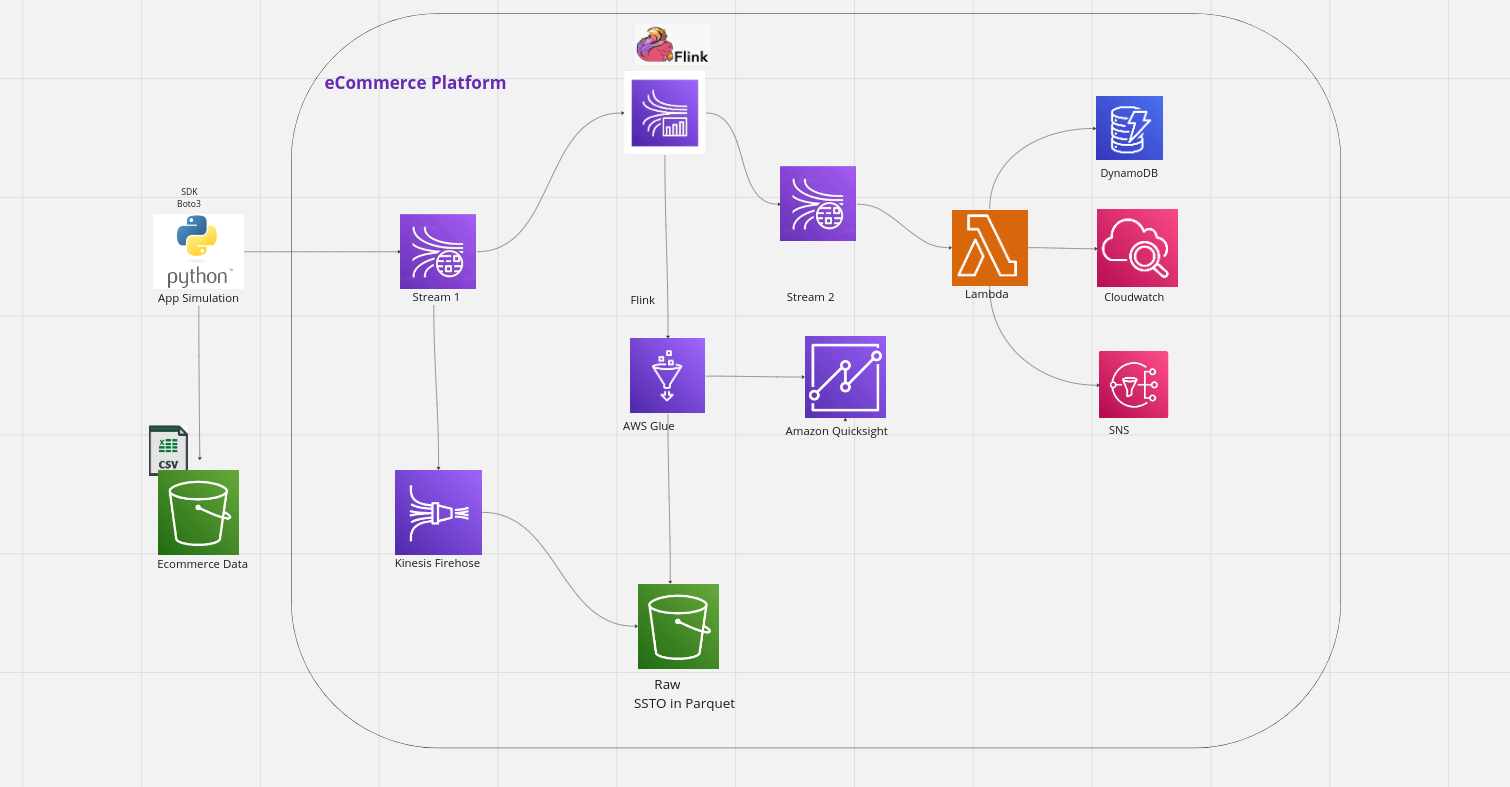 Flink
eCommerce Platform
DynamoDB
SDK
Boto3
python™
App Simulation
Stream 1
Flink
Stream 2
Lambda
Cloudwatch
AWS Glue
Amazon Quicksight
SNS
CSV
Ecommerce Data
Kinesis Firehose
Raw
SSTO in Parquet